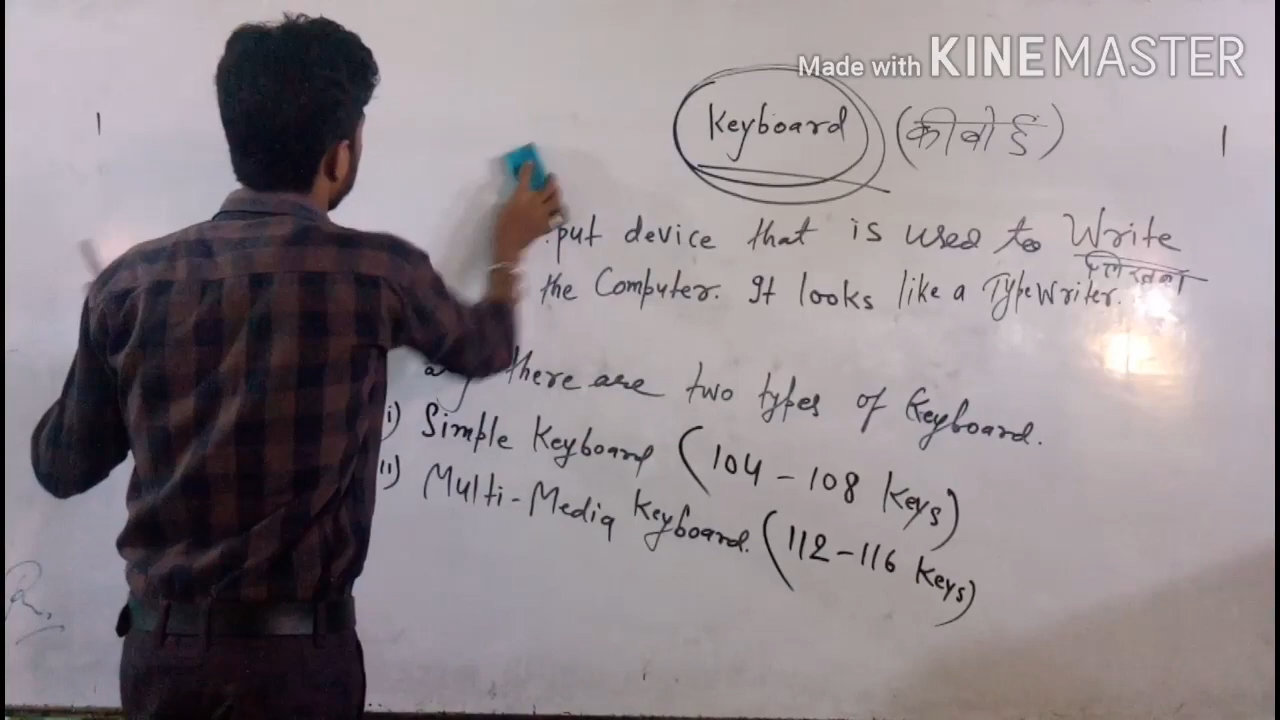 Made with KINEMASTER
Keyboard (कीबोर्ड)
put device that is used to Write
लिखना
the Computer. It looks like a TypeWriter.
there are two types of Keyboard.
i) Simple Keyboard (104 - 108 Keys)
ii) Multi-Media Keyboard. (112 - 116 Keys)